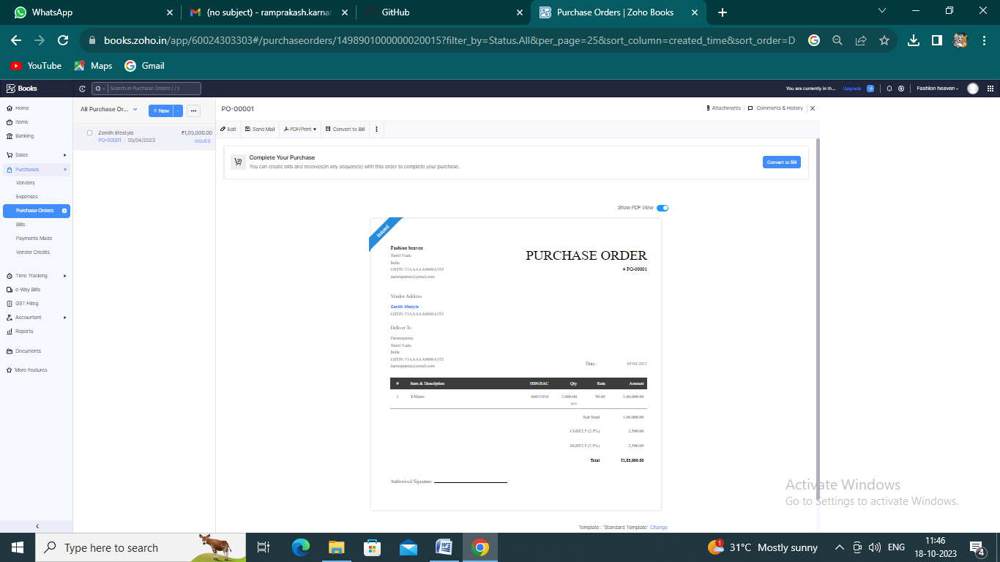 WhatsApp
(no subject) - ramprakash.karnar
GitHub
Purchase Orders | Zoho Books
books.zoho.in/app/60024303303#/purchaseorders/1498901000000020015?filter_by=Status.All&per_page=25&sort_column=created_time&sort_order=D
YouTube
Maps
Gmail
Books
Search in Purchase Orders ( / )
You are currently in th...
Upgrade
Fashion heaven
Home
Items
Banking
Sales
Purchases
Vendors
Expenses
Purchase Orders
Bills
Payments Made
Vendor Credits
Time Tracking
e-Way Bills
GST Filing
Accountant
Reports
Documents
More Features
All Purchase Or...
+ New
Zenith lifestyle
₹1,05,000.00
PO-00001 | 05/04/2023
ISSUED
PO-00001
Attachments
Comments & History
Edit
Send Mail
PDF/Print
Convert to Bill
Complete Your Purchase
You can create bills and receives(in any sequence) with this order to complete your purchase.
Convert to Bill
Show PDF View
Issued
Fashion heaven
Tamil Nadu
India
GSTIN 33AAAAA0000A15Z
damnaparna@gmail.com
PURCHASE ORDER
# PO-00001
Vendor Address
Zenith lifestyle
GSTIN 33AAAAA0000A15Z
Deliver To
Damnaparna
Tamil Nadu
India
GSTIN 33AAAAA0000A15Z
damnaparna@gmail.com
Date : 05/04/2023
# Item & Description HSN/SAC Qty Rate Amount
1 T-Shirts 60011010 2,000.00 50.00 1,00,000.00
pcs
Sub Total 1,00,000.00
CGST2.5 (2.5%) 2,500.00
SGST2.5 (2.5%) 2,500.00
Total ₹1,05,000.00
Authorized Signature
Template : 'Standard Template' Change
Activate Windows
Go to Settings to activate Windows.
Type here to search
1
31°C Mostly sunny
ENG
11:46
18-10-2023
4